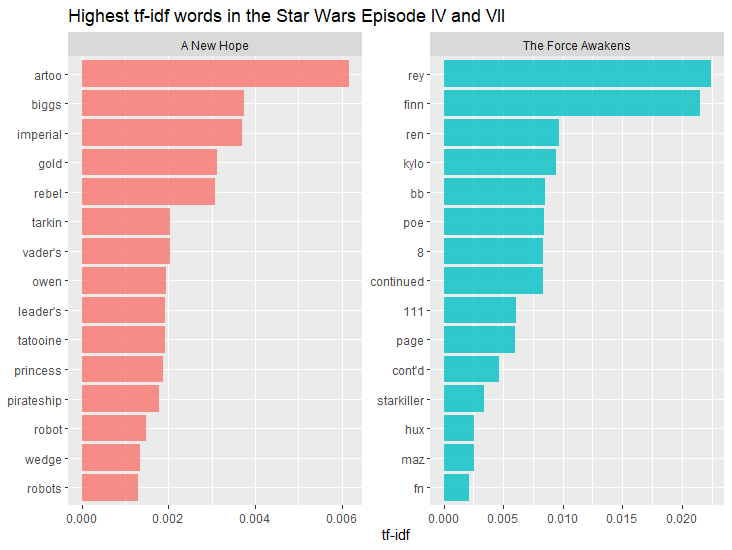 Highest tf-idf words in the Star Wars Episode IV and VII
A New Hope
artoo
biggs
imperial
gold
rebel
tarkin
vader's
owen
leader's
tatooine
princess
pirateship
robot
wedge
robots
0.000 0.002 0.004 0.006
The Force Awakens
rey
finn
ren
kylo
bb
poe
8
continued
111
page
cont'd
starkiller
hux
maz
fn
0.000 0.005 0.010 0.015 0.020
tf-idf